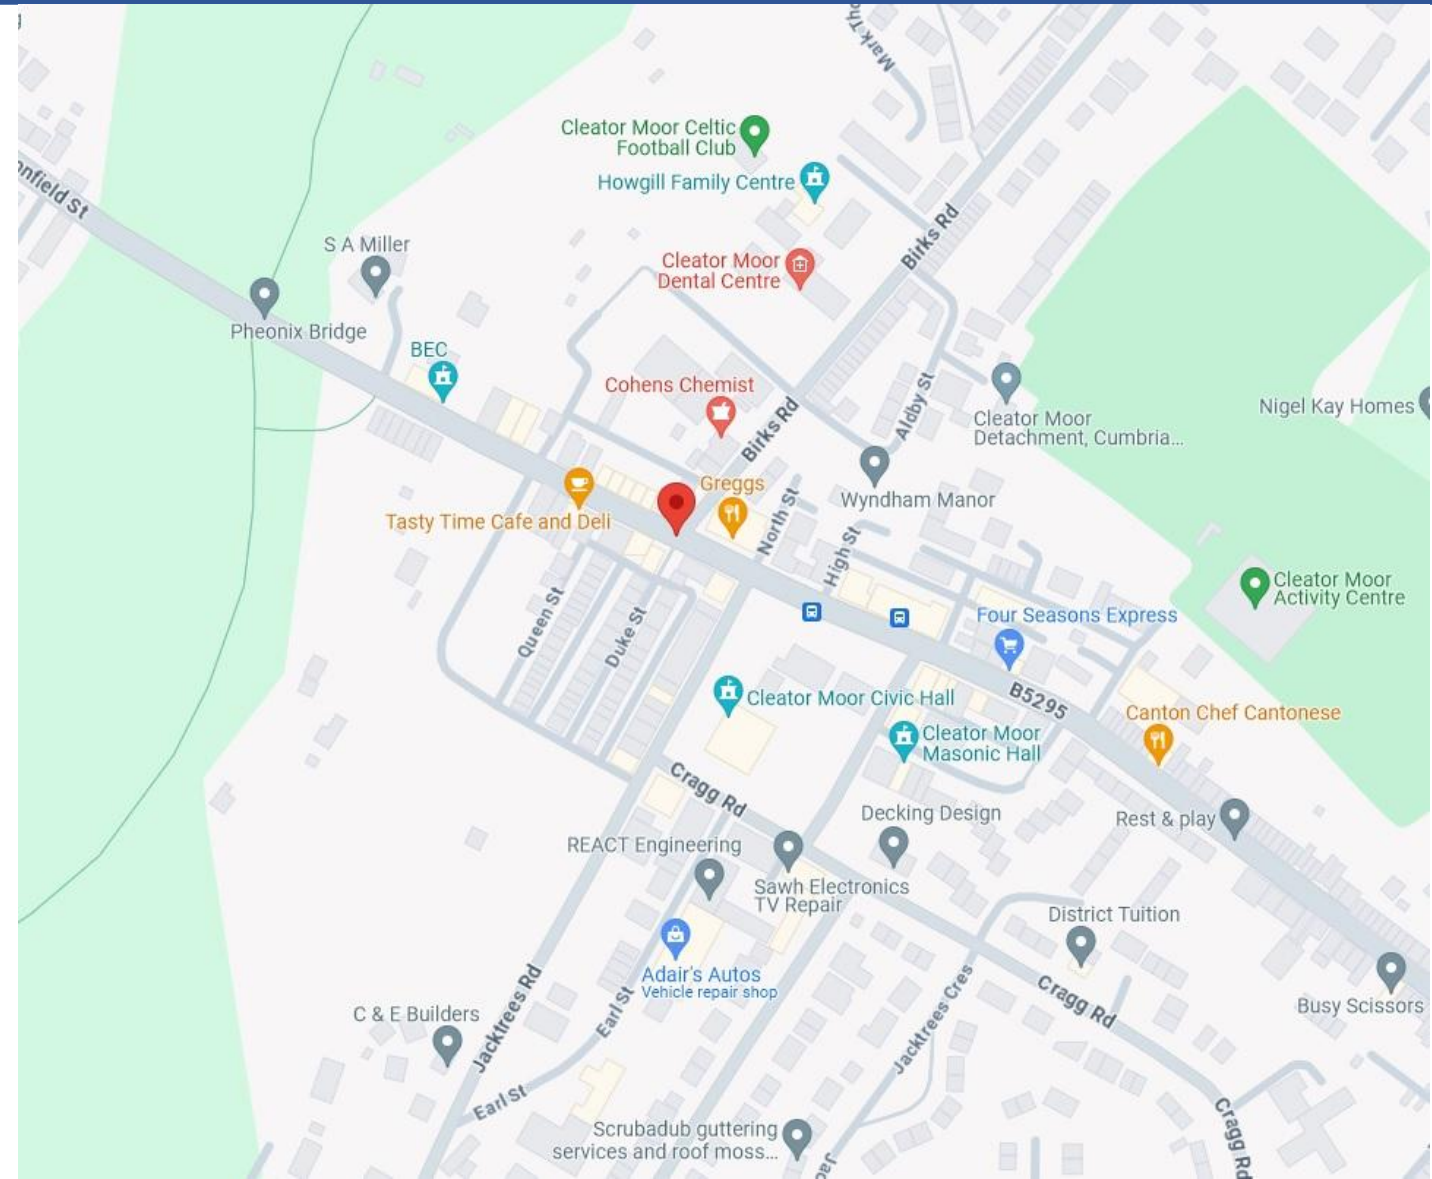 Mark Tho
Cleator Moor Celtic
Football Club
Howgill Family Centre
onfield St
Birks Rd
S A Miller
Cleator Moor
Dental Centre
Pheonix Bridge
BEC
Cohens Chemist
Aldby St
Birks Rd
Nigel Kay Homes
Cleator Moor
Detachment, Cumbria...
Greggs
Wyndham Manor
Tasty Time Cafe and Deli
North St
High St
Cleator Moor
Activity Centre
Queen St
Duke St
Four Seasons Express
Cleator Moor Civic Hall
B5295
Canton Chef Cantonese
Cleator Moor
Masonic Hall
Cragg Rd
Decking Design
Rest & play
REACT Engineering
Sawh Electronics
TV Repair
District Tuition
Adair's Autos
Vehicle repair shop
Cragg Rd
Busy Scissors
C & E Builders
Jacktrees Rd
Earl St
Jacktrees Cres
Earl St
Scrubadub guttering
services and roof moss...
Jac
Cragg Rd